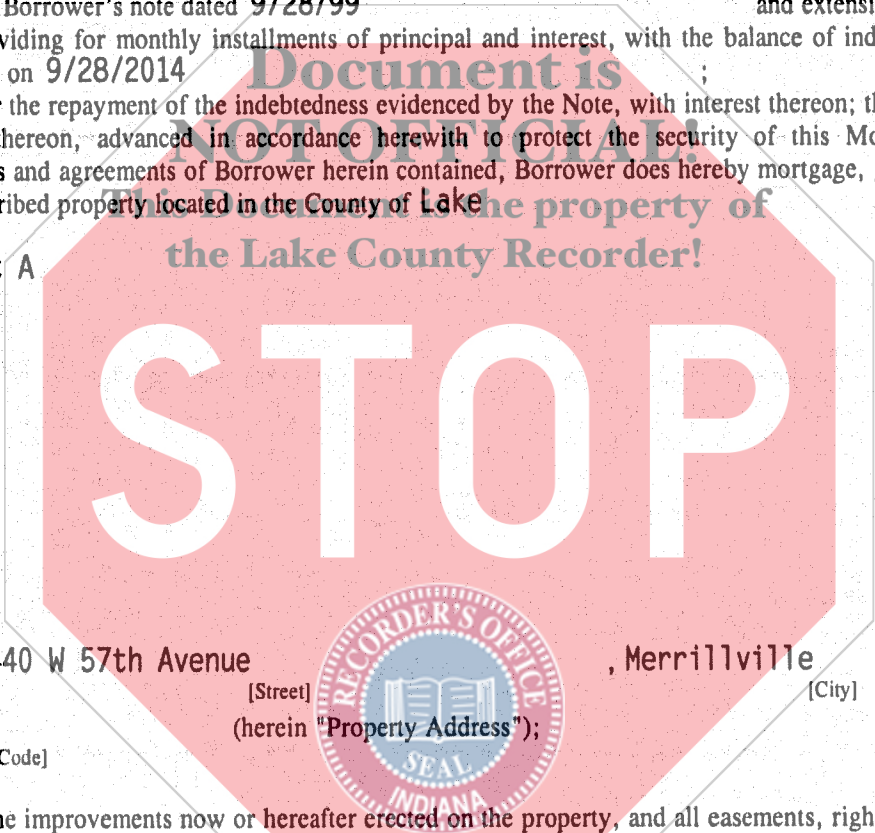 Borrower's note dated 9/28/99 and extensi
viding for monthly installments of principal and interest, with the balance of ind
on 9/28/2014 ;
Document is
the repayment of the indebtedness evidenced by the Note, with interest thereon; t
hereon, advanced in accordance herewith to protect the security of this Mo
NOT OFFICIAL!
s and agreements of Borrower herein contained, Borrower does hereby mortgage,
ribed property located in the County of Lake
This Document is the property of
the Lake County Recorder!
A
STOP
RECORDER'S OFFICE
40 W 57th Avenue , Merrillville
[Street] [City]
(herein "Property Address");
Code]
SEAL
INDIANA
ne improvements now or hereafter erected on the property, and all easements, righ